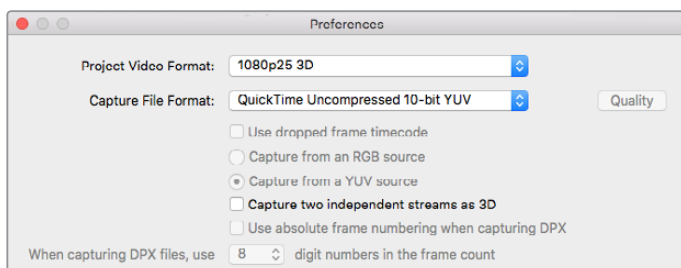 Preferences
Project Video Format: 1080p25 3D
Capture File Format: QuickTime Uncompressed 10-bit YUV Quality
Use dropped frame timecode
Capture from an RGB source
Capture from a YUV source
Capture two independent streams as 3D
Use absolute frame numbering when capturing DPX
When capturing DPX files, use 8 digit numbers in the frame count